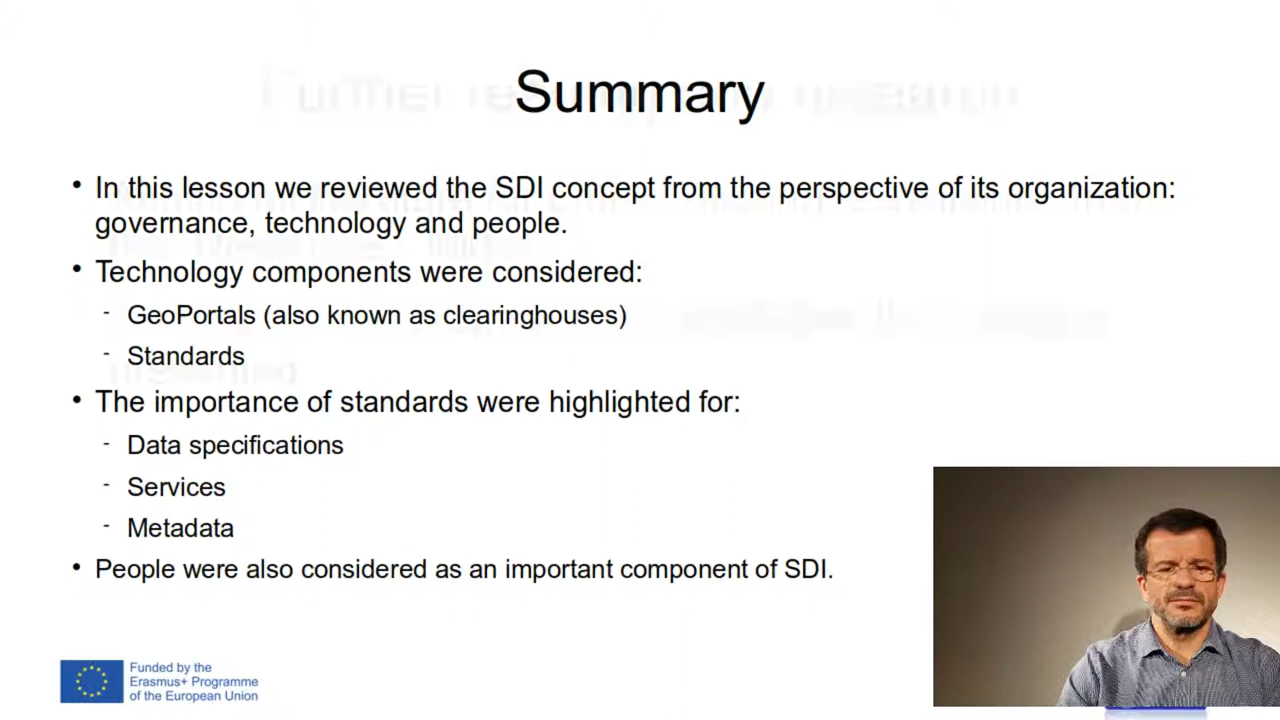 Summary
• In this lesson we reviewed the SDI concept from the perspective of its organization:
governance, technology and people.
• Technology components were considered:
- GeoPortals (also known as clearinghouses)
- Standards
• The importance of standards were highlighted for:
- Data specifications
- Services
- Metadata
• People were also considered as an important component of SDI.
Funded by the
Erasmus+ Programme
of the European Union